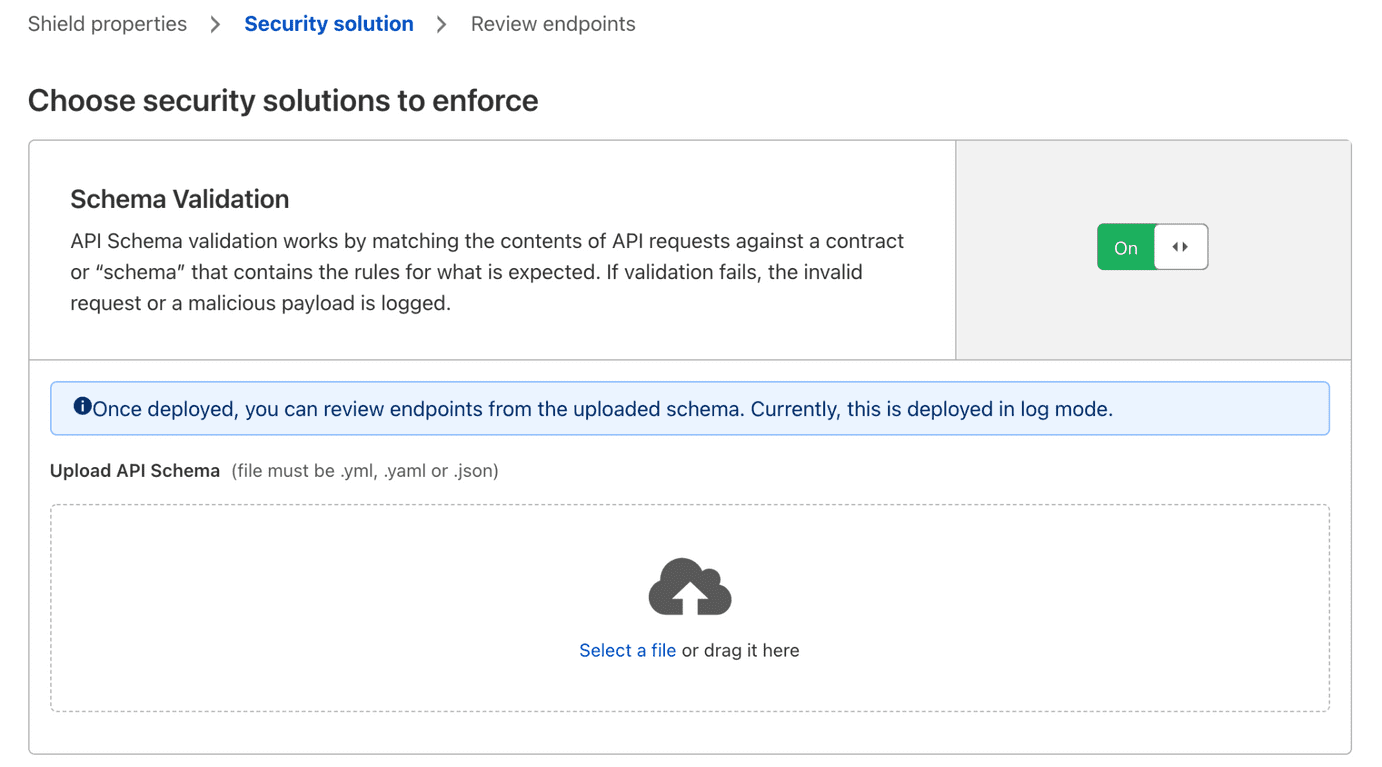 Shield properties > Security solution > Review endpoints
Choose security solutions to enforce
Schema Validation
API Schema validation works by matching the contents of API requests against a contract
or “schema” that contains the rules for what is expected. If validation fails, the invalid
request or a malicious payload is logged.
On
Once deployed, you can review endpoints from the uploaded schema. Currently, this is deployed in log mode.
Upload API Schema (file must be .yml, .yaml or .json)
Select a file or drag it here